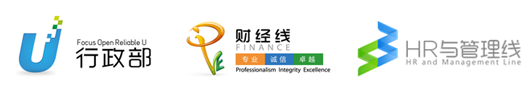 Focus Open Reliable U
行政部
财经线
FINANCE
专业 诚信 卓越
Professionalism Integrity Excellence
HR与管理线
HR and Management Line